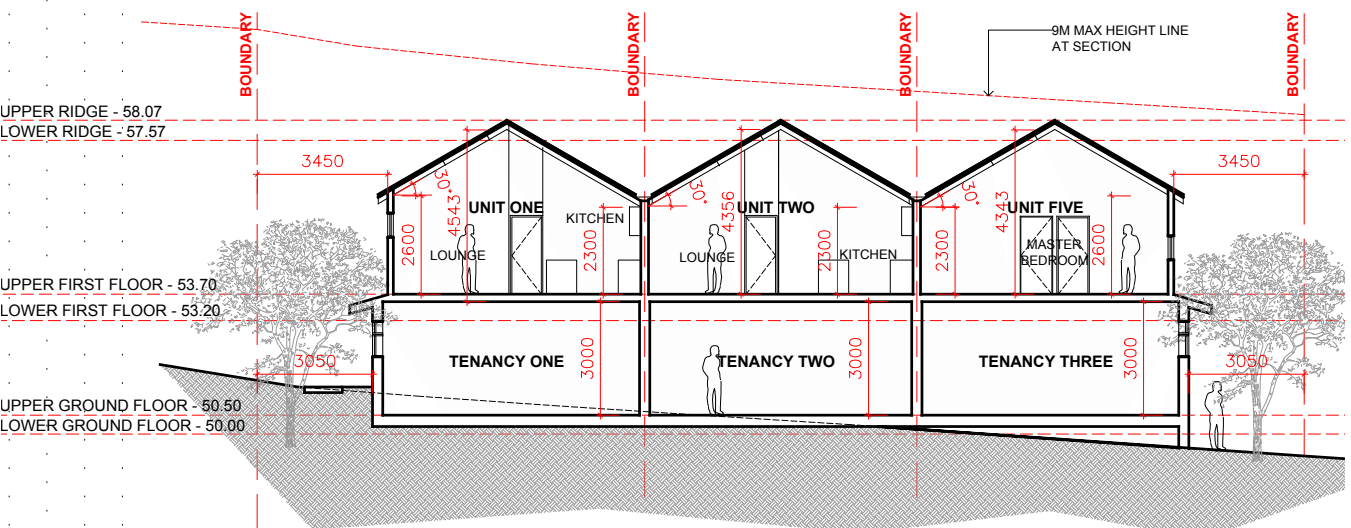 BOUNDARY
BOUNDARY
BOUNDARY
BOUNDARY
9M MAX HEIGHT LINE
AT SECTION
UPPER RIDGE - 58.07
LOWER RIDGE - 57.57
3450
3450
30°
30°
30°
4543
4356
4343
UNIT ONE
UNIT TWO
UNIT FIVE
KITCHEN
2600
LOUNGE
2300
LOUNGE
2300
KITCHEN
2300
MASTER
BEDROOM
2600
UPPER FIRST FLOOR - 53.70
LOWER FIRST FLOOR - 53.20
3050
TENANCY ONE
3000
TENANCY TWO
3000
TENANCY THREE
3000
3050
UPPER GROUND FLOOR - 50.50
LOWER GROUND FLOOR - 50.00